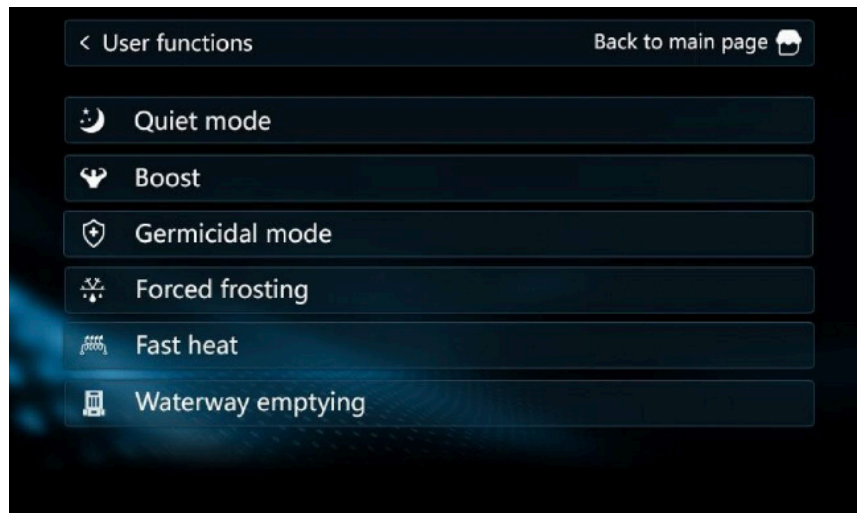 < User functions
Back to main page
Quiet mode
Boost
Germicidal mode
Forced frosting
Fast heat
Waterway emptying